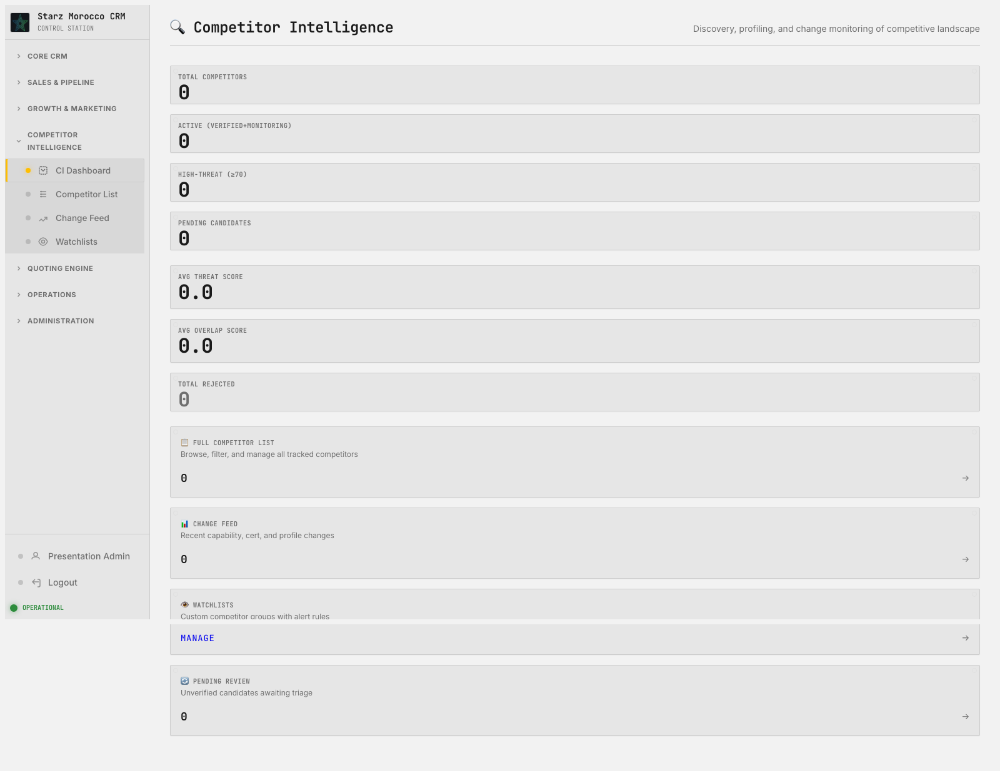 Starz Morocco CRM
CONTROL STATION
CORE CRM
SALES & PIPELINE
GROWTH & MARKETING
COMPETITOR
INTELLIGENCE
CI Dashboard
Competitor List
Change Feed
Watchlists
QUOTING ENGINE
OPERATIONS
ADMINISTRATION
Presentation Admin
Logout
OPERATIONAL
Competitor Intelligence
Discovery, profiling, and change monitoring of competitive landscape
TOTAL COMPETITORS
0
ACTIVE (VERIFIED+MONITORING)
0
HIGH-THREAT (≥70)
0
PENDING CANDIDATES
0
AVG THREAT SCORE
0.0
AVG OVERLAP SCORE
0.0
TOTAL REJECTED
0
FULL COMPETITOR LIST
Browse, filter, and manage all tracked competitors
0 →
CHANGE FEED
Recent capability, cert, and profile changes
0 →
WATCHLISTS
Custom competitor groups with alert rules
MANAGE →
PENDING REVIEW
Unverified candidates awaiting triage
0 →